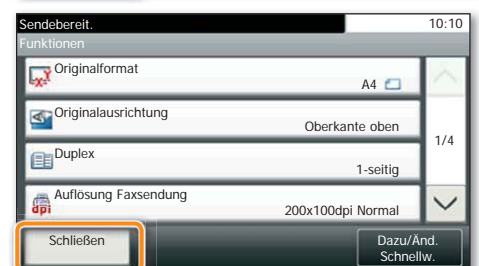 Sendebereit. 10:10
Funktionen
Originalformat
A4
Originalausrichtung
Oberkante oben
1/4
Duplex
1-seitig
Auflösung Faxsendung
dpi
200x100dpi Normal
Schließen
Dazu/Änd.
Schnellw.